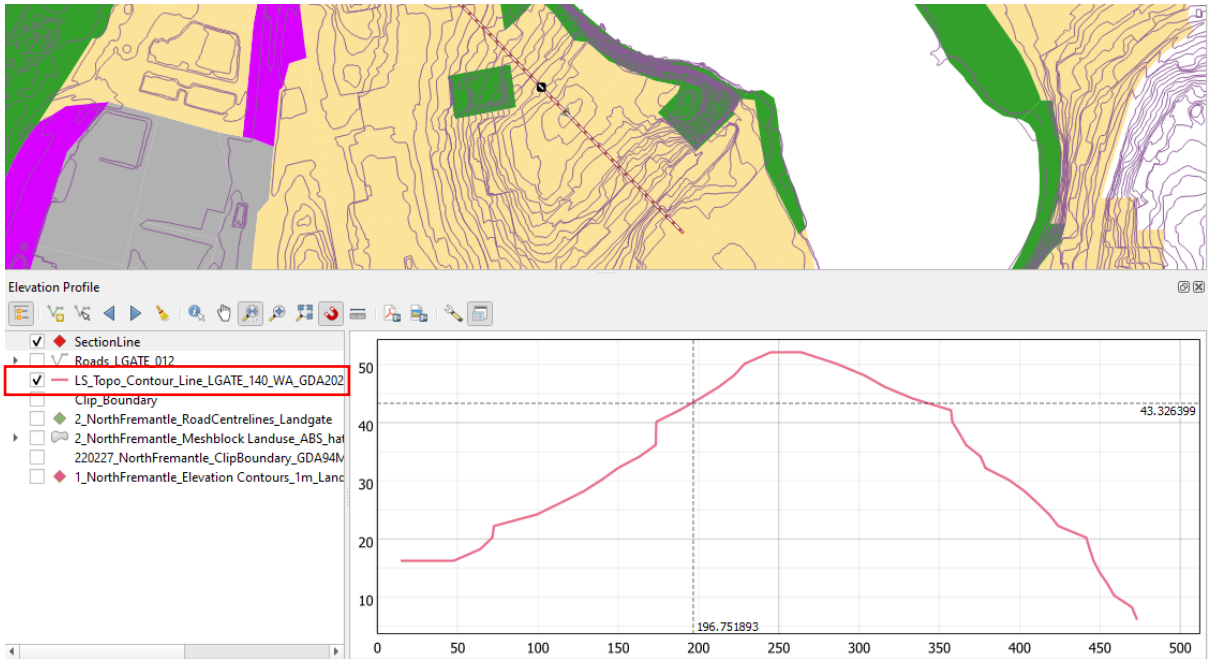 Elevation Profile
SectionLine
Roads_LGATE_012
LS_Topo_Contour_Line_LGATE_140_WA_GDA202
Clip_Boundary
2_NorthFremantle_RoadCentrelines_Landgate
2_NorthFremantle_Meshblock Landuse_ABS_hat
220227_NorthFremantle_ClipBoundary_GDA94M
1_NorthFremantle_Elevation Contours_1m_Land
50
40
30
20
10
43.326399
196.751893
0 50 100 150 200 250 300 350 400 450 500